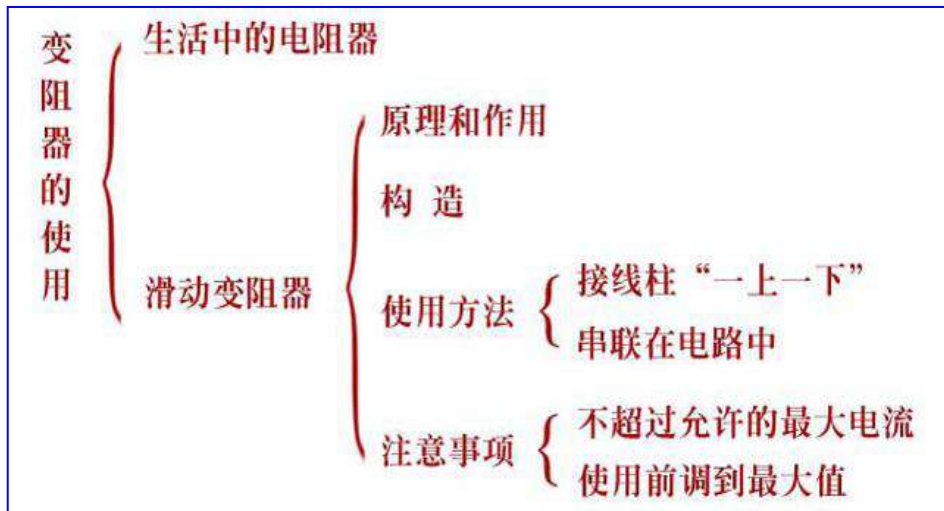 变阻器的使用
生活中的电阻器
滑动变阻器
原理和作用
构 造
使用方法
接线柱“一上一下”
串联在电路中
注意事项
不超过允许的最大电流
使用前调到最大值